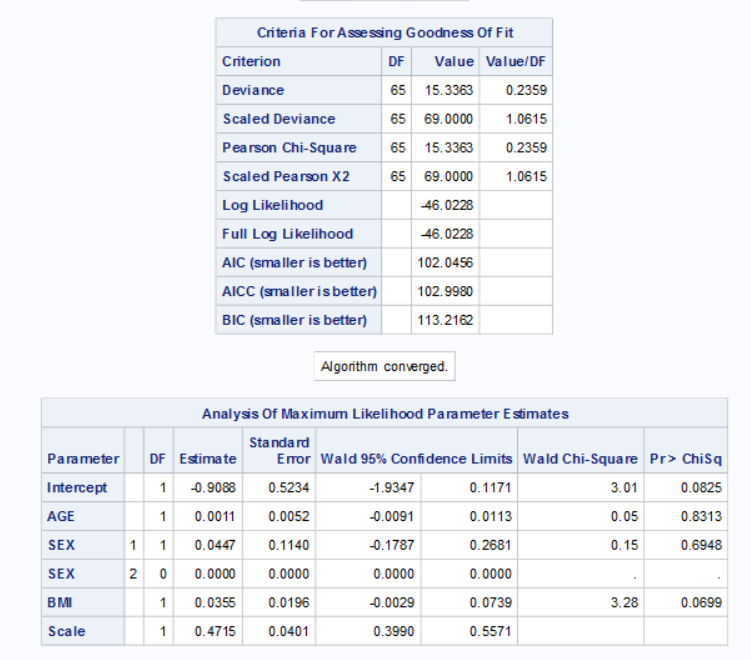 Criteria For Assessing Goodness Of Fit
Criterion DF Value Value/DF
Deviance 65 15.3363 0.2359
Scaled Deviance 65 69.0000 1.0615
Pearson Chi-Square 65 15.3363 0.2359
Scaled Pearson X2 65 69.0000 1.0615
Log Likelihood -46.0228
Full Log Likelihood -46.0228
AIC (smaller is better) 102.0456
AICC (smaller is better) 102.9980
BIC (smaller is better) 113.2162
Algorithm converged.
Analysis Of Maximum Likelihood Parameter Estimates
Parameter DF Estimate Standard Error Wald 95% Confidence Limits Wald Chi-Square Pr > ChiSq
Intercept 1 -0.9088 0.5234 -1.9347 0.1171 3.01 0.0825
AGE 1 0.0011 0.0052 -0.0091 0.0113 0.05 0.8313
SEX 1 1 0.0447 0.1140 -0.1787 0.2681 0.15 0.6948
SEX 2 0 0.0000 0.0000 0.0000 0.0000 . .
BMI 1 0.0355 0.0196 -0.0029 0.0739 3.28 0.0699
Scale 1 0.4715 0.0401 0.3990 0.5571